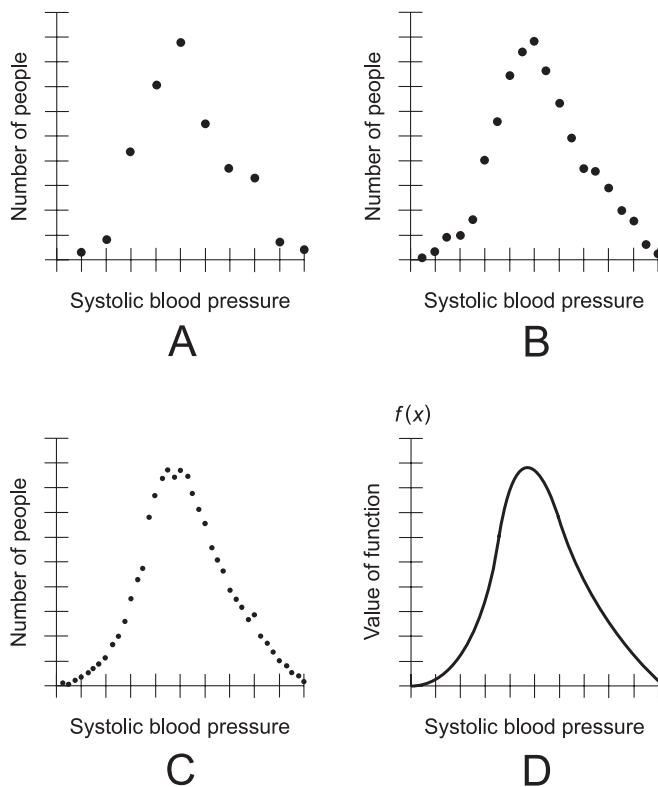 Number of people
Systolic blood pressure
A
Number of people
Systolic blood pressure
B
Number of people
Systolic blood pressure
C
f(x)
Value of function
Systolic blood pressure
D